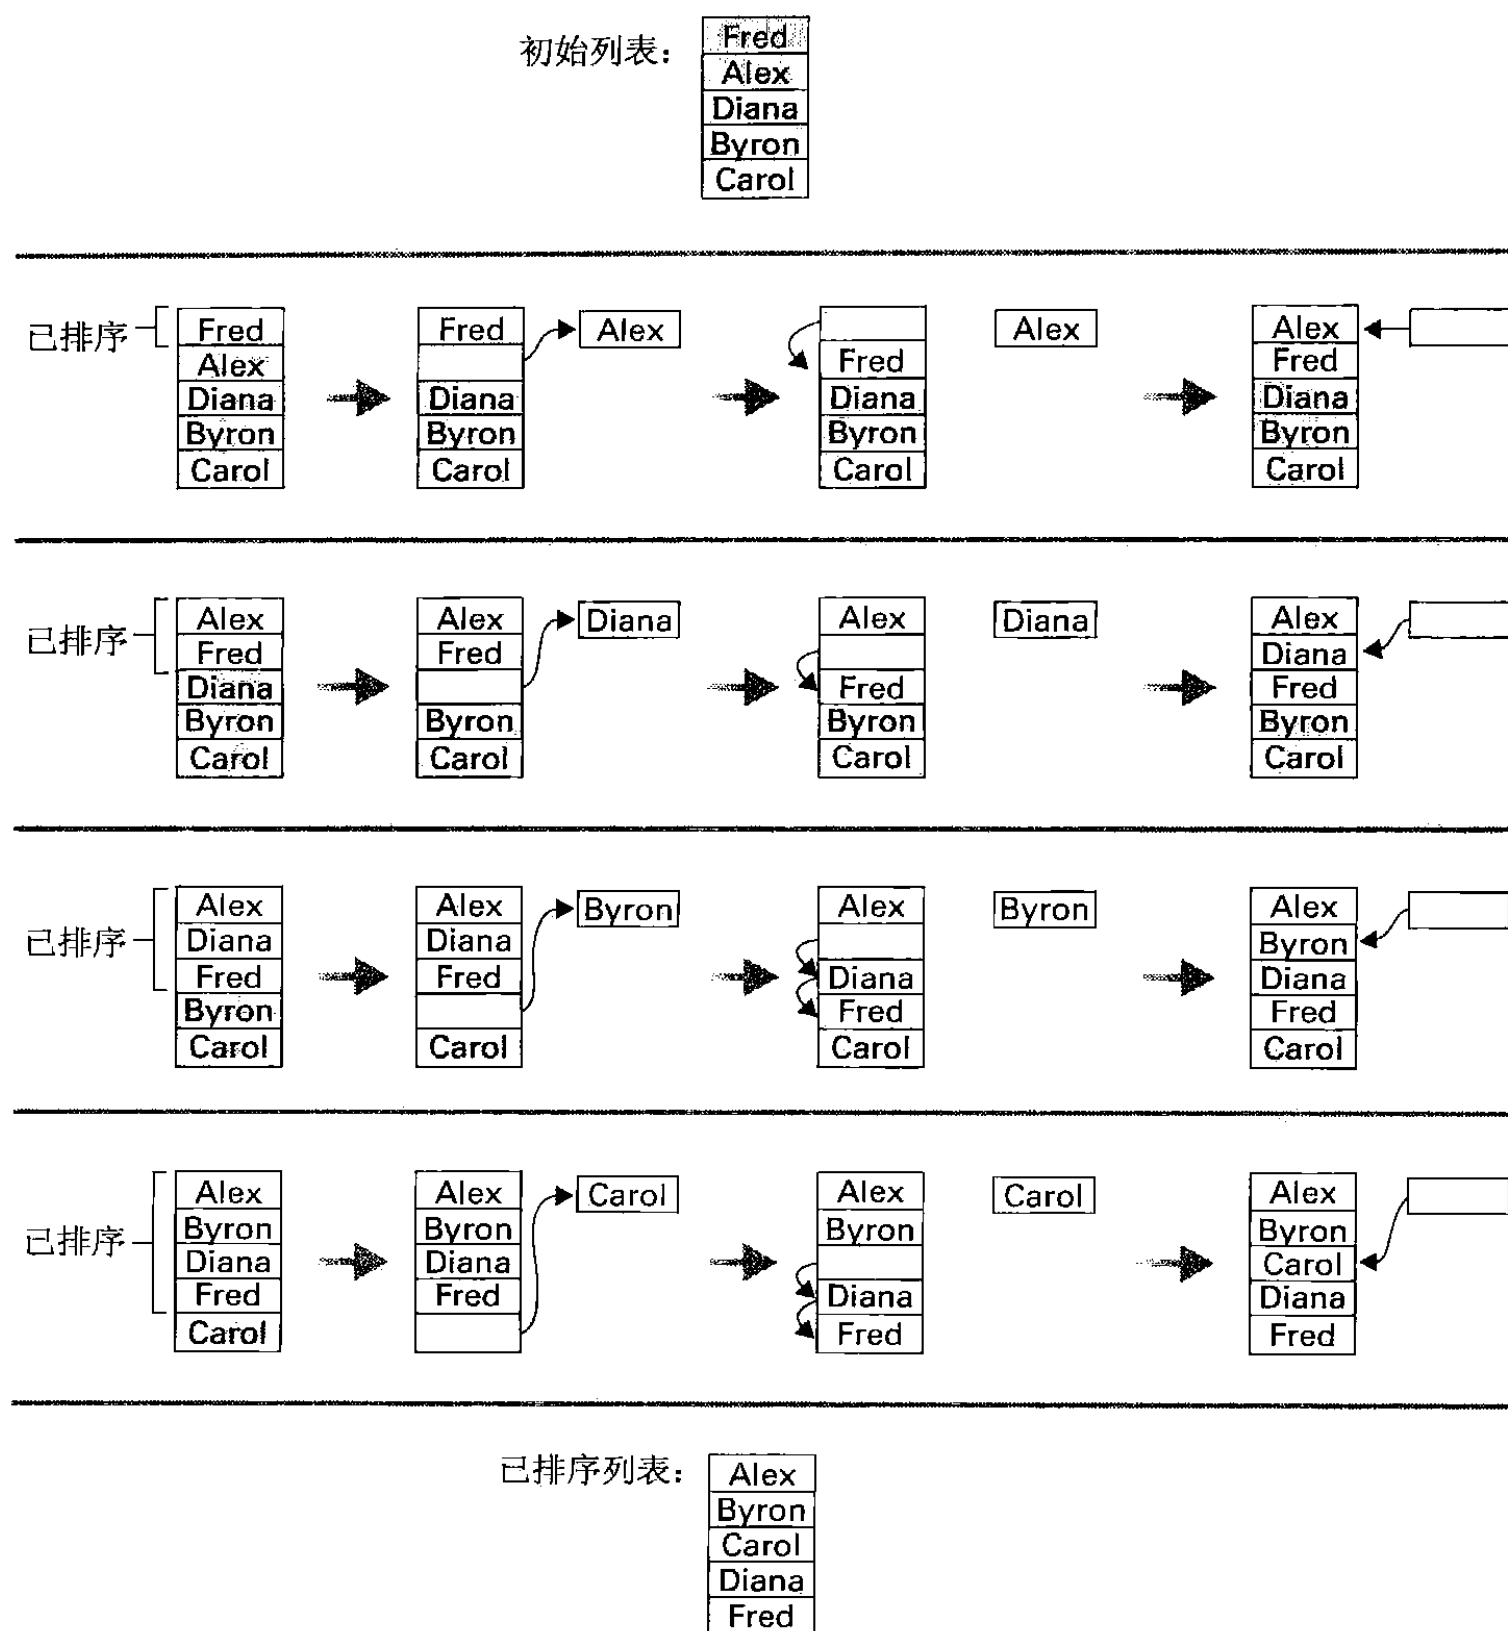 初始列表：
Fred
Alex
Diana
Byron
Carol
已排序
Fred
Alex
Diana
Byron
Carol
Fred
Diana
Byron
Carol
Alex
Fred
Diana
Byron
Carol
Alex
Alex
Fred
Diana
Byron
Carol
已排序
Alex
Fred
Diana
Byron
Carol
Alex
Fred
Byron
Carol
Diana
Alex
Fred
Byron
Carol
Diana
Alex
Diana
Fred
Byron
Carol
已排序
Alex
Diana
Fred
Byron
Carol
Alex
Diana
Fred
Carol
Byron
Alex
Diana
Fred
Carol
Byron
Alex
Byron
Diana
Fred
Carol
已排序
Alex
Byron
Diana
Fred
Carol
Alex
Byron
Diana
Fred
Carol
Alex
Byron
Diana
Fred
Carol
Alex
Byron
Carol
Diana
Fred
已排序列表：
Alex
Byron
Carol
Diana
Fred